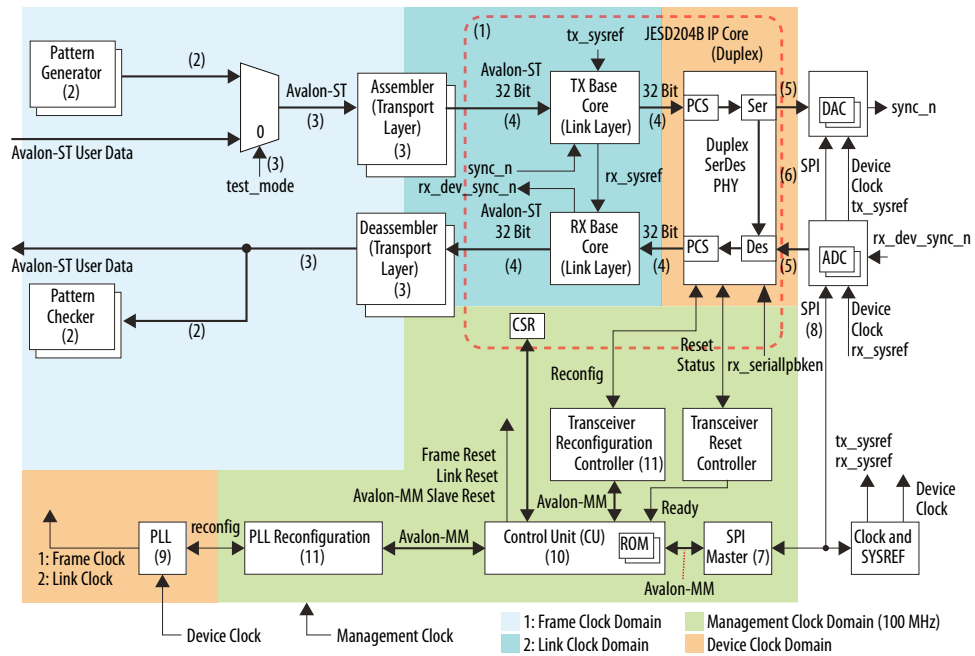 (1)
tx_sysref
JESD204B IP Core
(Duplex)
Pattern
Generator
(2)
(2)
Avalon-ST
(3)
0
(3)
test_mode
Avalon-ST User Data
Assembler
(Transport
Layer)
(3)
Avalon-ST
32 Bit
(4)
TX Base
Core
(Link Layer)
32 Bit
(4)
PCS
Ser
Duplex
SerDes
PHY
(5)
(6)
DAC
sync_n
SPI
Device
Clock
tx_sysref
sync_n
rx_dev_sync_n
rx_sysref
Avalon-ST
32 Bit
(4)
RX Base
Core
(Link Layer)
32 Bit
(4)
PCS
Des
(5)
ADC
rx_dev_sync_n
Avalon-ST User Data
(3)
Deassembler
(Transport
Layer)
(3)
Pattern
Checker
(2)
(2)
CSR
SPI
(8)
Device
Clock
rx_sysref
Reconfig
Reset
Status
rx_seriallpbken
Transceiver
Reconfiguration
Controller (11)
Transceiver
Reset
Controller
Frame Reset
Link Reset
Avalon-MM Slave Reset
Avalon-MM
Ready
tx_sysref
rx_sysref
Device
Clock
1: Frame Clock
2: Link Clock
PLL
(9)
reconfig
PLL Reconfiguration
(11)
Avalon-MM
Control Unit (CU)
(10)
ROM
Avalon-MM
SPI
Master (7)
Clock and
SYSREF
Device Clock
Management Clock
1: Frame Clock Domain
2: Link Clock Domain
Management Clock Domain (100 MHz)
Device Clock Domain